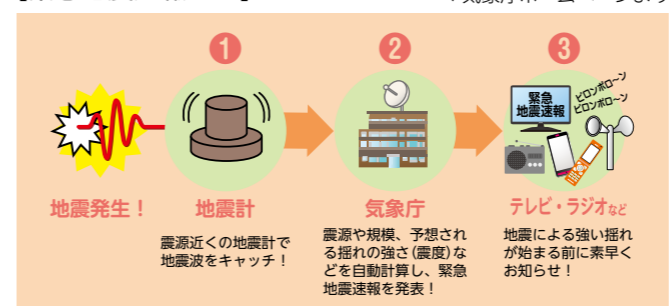 1
2
3
緊急
地震速報
ピロンポローン
ピロンポローン
地震発生！
地震計
気象庁
テレビ・ラジオなど
震源近くの地震計で
地震波をキャッチ！
震源や規模、予想され
る揺れの強さ(震度)な
どを自動計算し、緊急
地震速報を発表！
地震による強い揺れ
が始まる前に素早く
お知らせ！